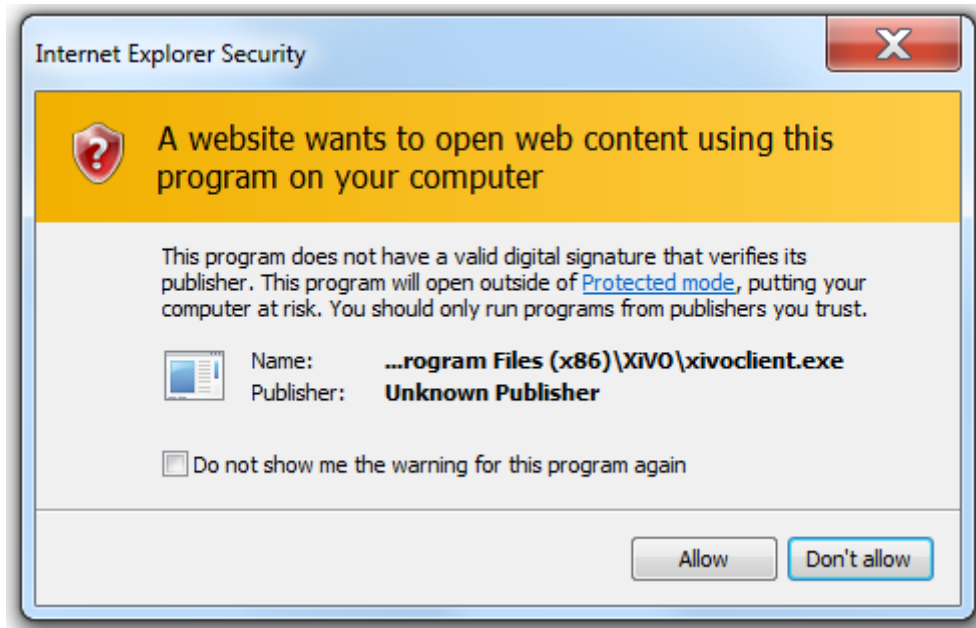 Internet Explorer Security
A website wants to open web content using this
program on your computer
This program does not have a valid digital signature that verifies its
publisher. This program will open outside of Protected mode, putting your
computer at risk. You should only run programs from publishers you trust.
Name: ...rogram Files (x86)\XiVO\xivoclient.exe
Publisher: Unknown Publisher
Do not show me the warning for this program again
Allow Don't allow